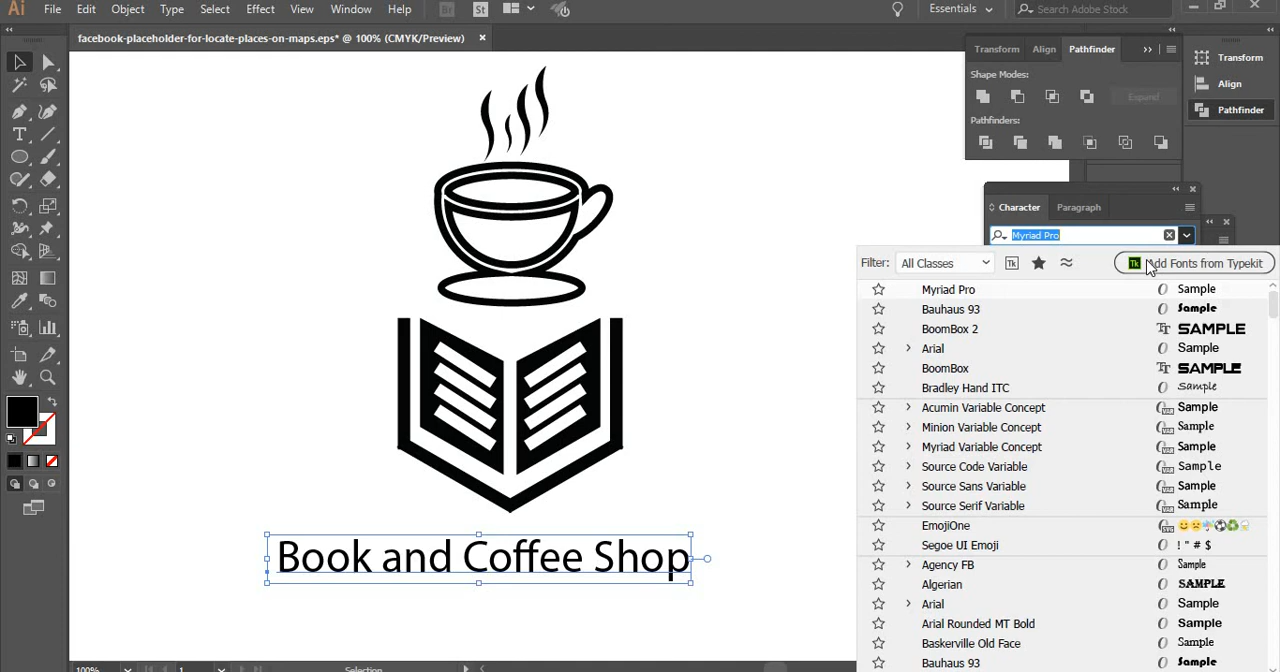 Ai File Edit Object Type Select Effect View Window Help Br St Essentials Search Adobe Stock
facebook-placeholder-for-locate-places-on-maps.eps* @ 100% (CMYK/Preview)
Transform Align Pathfinder
Shape Modes:
Expand
Pathfinders:
Transform
Align
Pathfinder
Character Paragraph
Myriad Pro
Filter: All Classes Tk Tk Add Fonts from Typekit
Myriad Pro Sample
Bauhaus 93 Sample
BoomBox 2 SAMPLE
Arial Sample
BoomBox SAMPLE
Bradley Hand ITC Sample
Acumin Variable Concept Sample
Minion Variable Concept Sample
Myriad Variable Concept Sample
Source Code Variable Sample
Source Sans Variable Sample
Source Serif Variable Sample
EmojiOne
Segoe UI Emoji ! " # $
Agency FB Sample
Algerian SAMPLE
Arial Sample
Arial Rounded MT Bold Sample
Baskerville Old Face Sample
Bauhaus 93 Sample
Book and Coffee Shop
100% 1 Selection